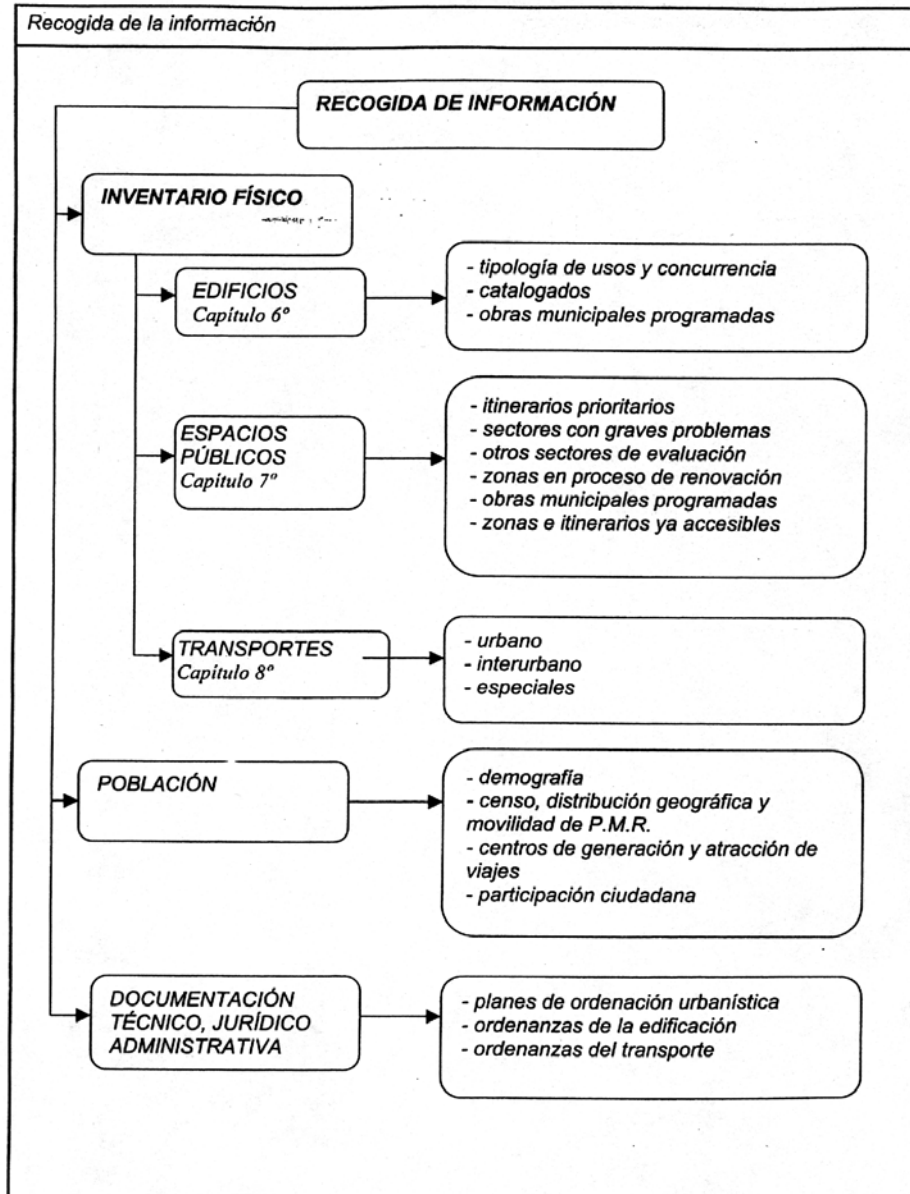 Recogida de la información
RECOGIDA DE INFORMACIÓN
INVENTARIO FÍSICO
EDIFICIOS
Capítulo 6º
- tipología de usos y concurrencia
- catalogados
- obras municipales programadas
ESPACIOS
PÚBLICOS
Capítulo 7º
- itinerarios prioritarios
- sectores con graves problemas
- otros sectores de evaluación
- zonas en proceso de renovación
- obras municipales programadas
- zonas e itinerarios ya accesibles
TRANSPORTES
Capítulo 8º
- urbano
- interurbano
- especiales
POBLACIÓN
- demografía
- censo, distribución geográfica y
movilidad de P.M.R.
- centros de generación y atracción de
viajes
- participación ciudadana
DOCUMENTACIÓN
TÉCNICO, JURÍDICO
ADMINISTRATIVA
- planes de ordenación urbanística
- ordenanzas de la edificación
- ordenanzas del transporte